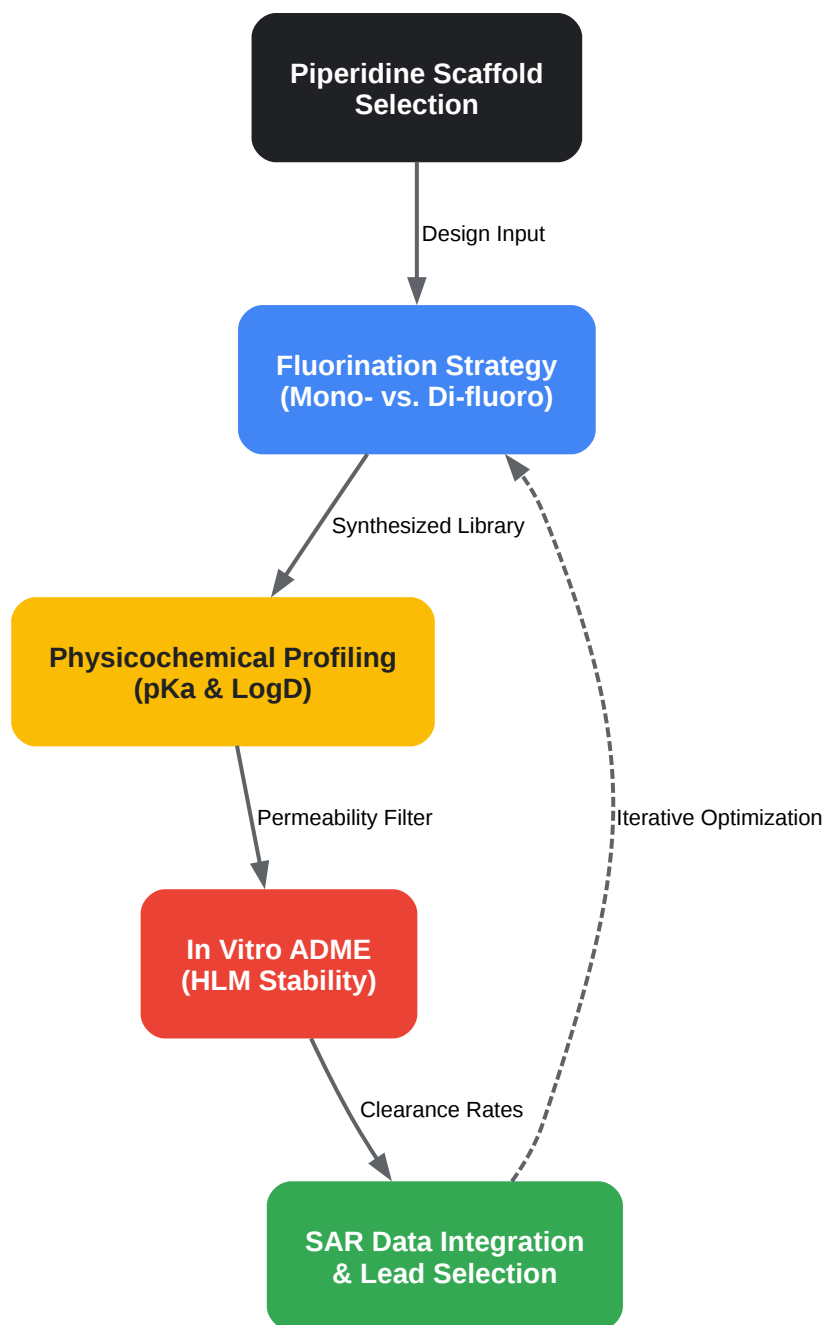 Piperidine Scaffold
Selection
Design Input
Fluorination Strategy
(Mono- vs. Di-fluoro)
Synthesized Library
Physicochemical Profiling
(pKa & LogD)
Permeability Filter
Iterative Optimization
In Vitro ADME
(HLM Stability)
Clearance Rates
SAR Data Integration
& Lead Selection